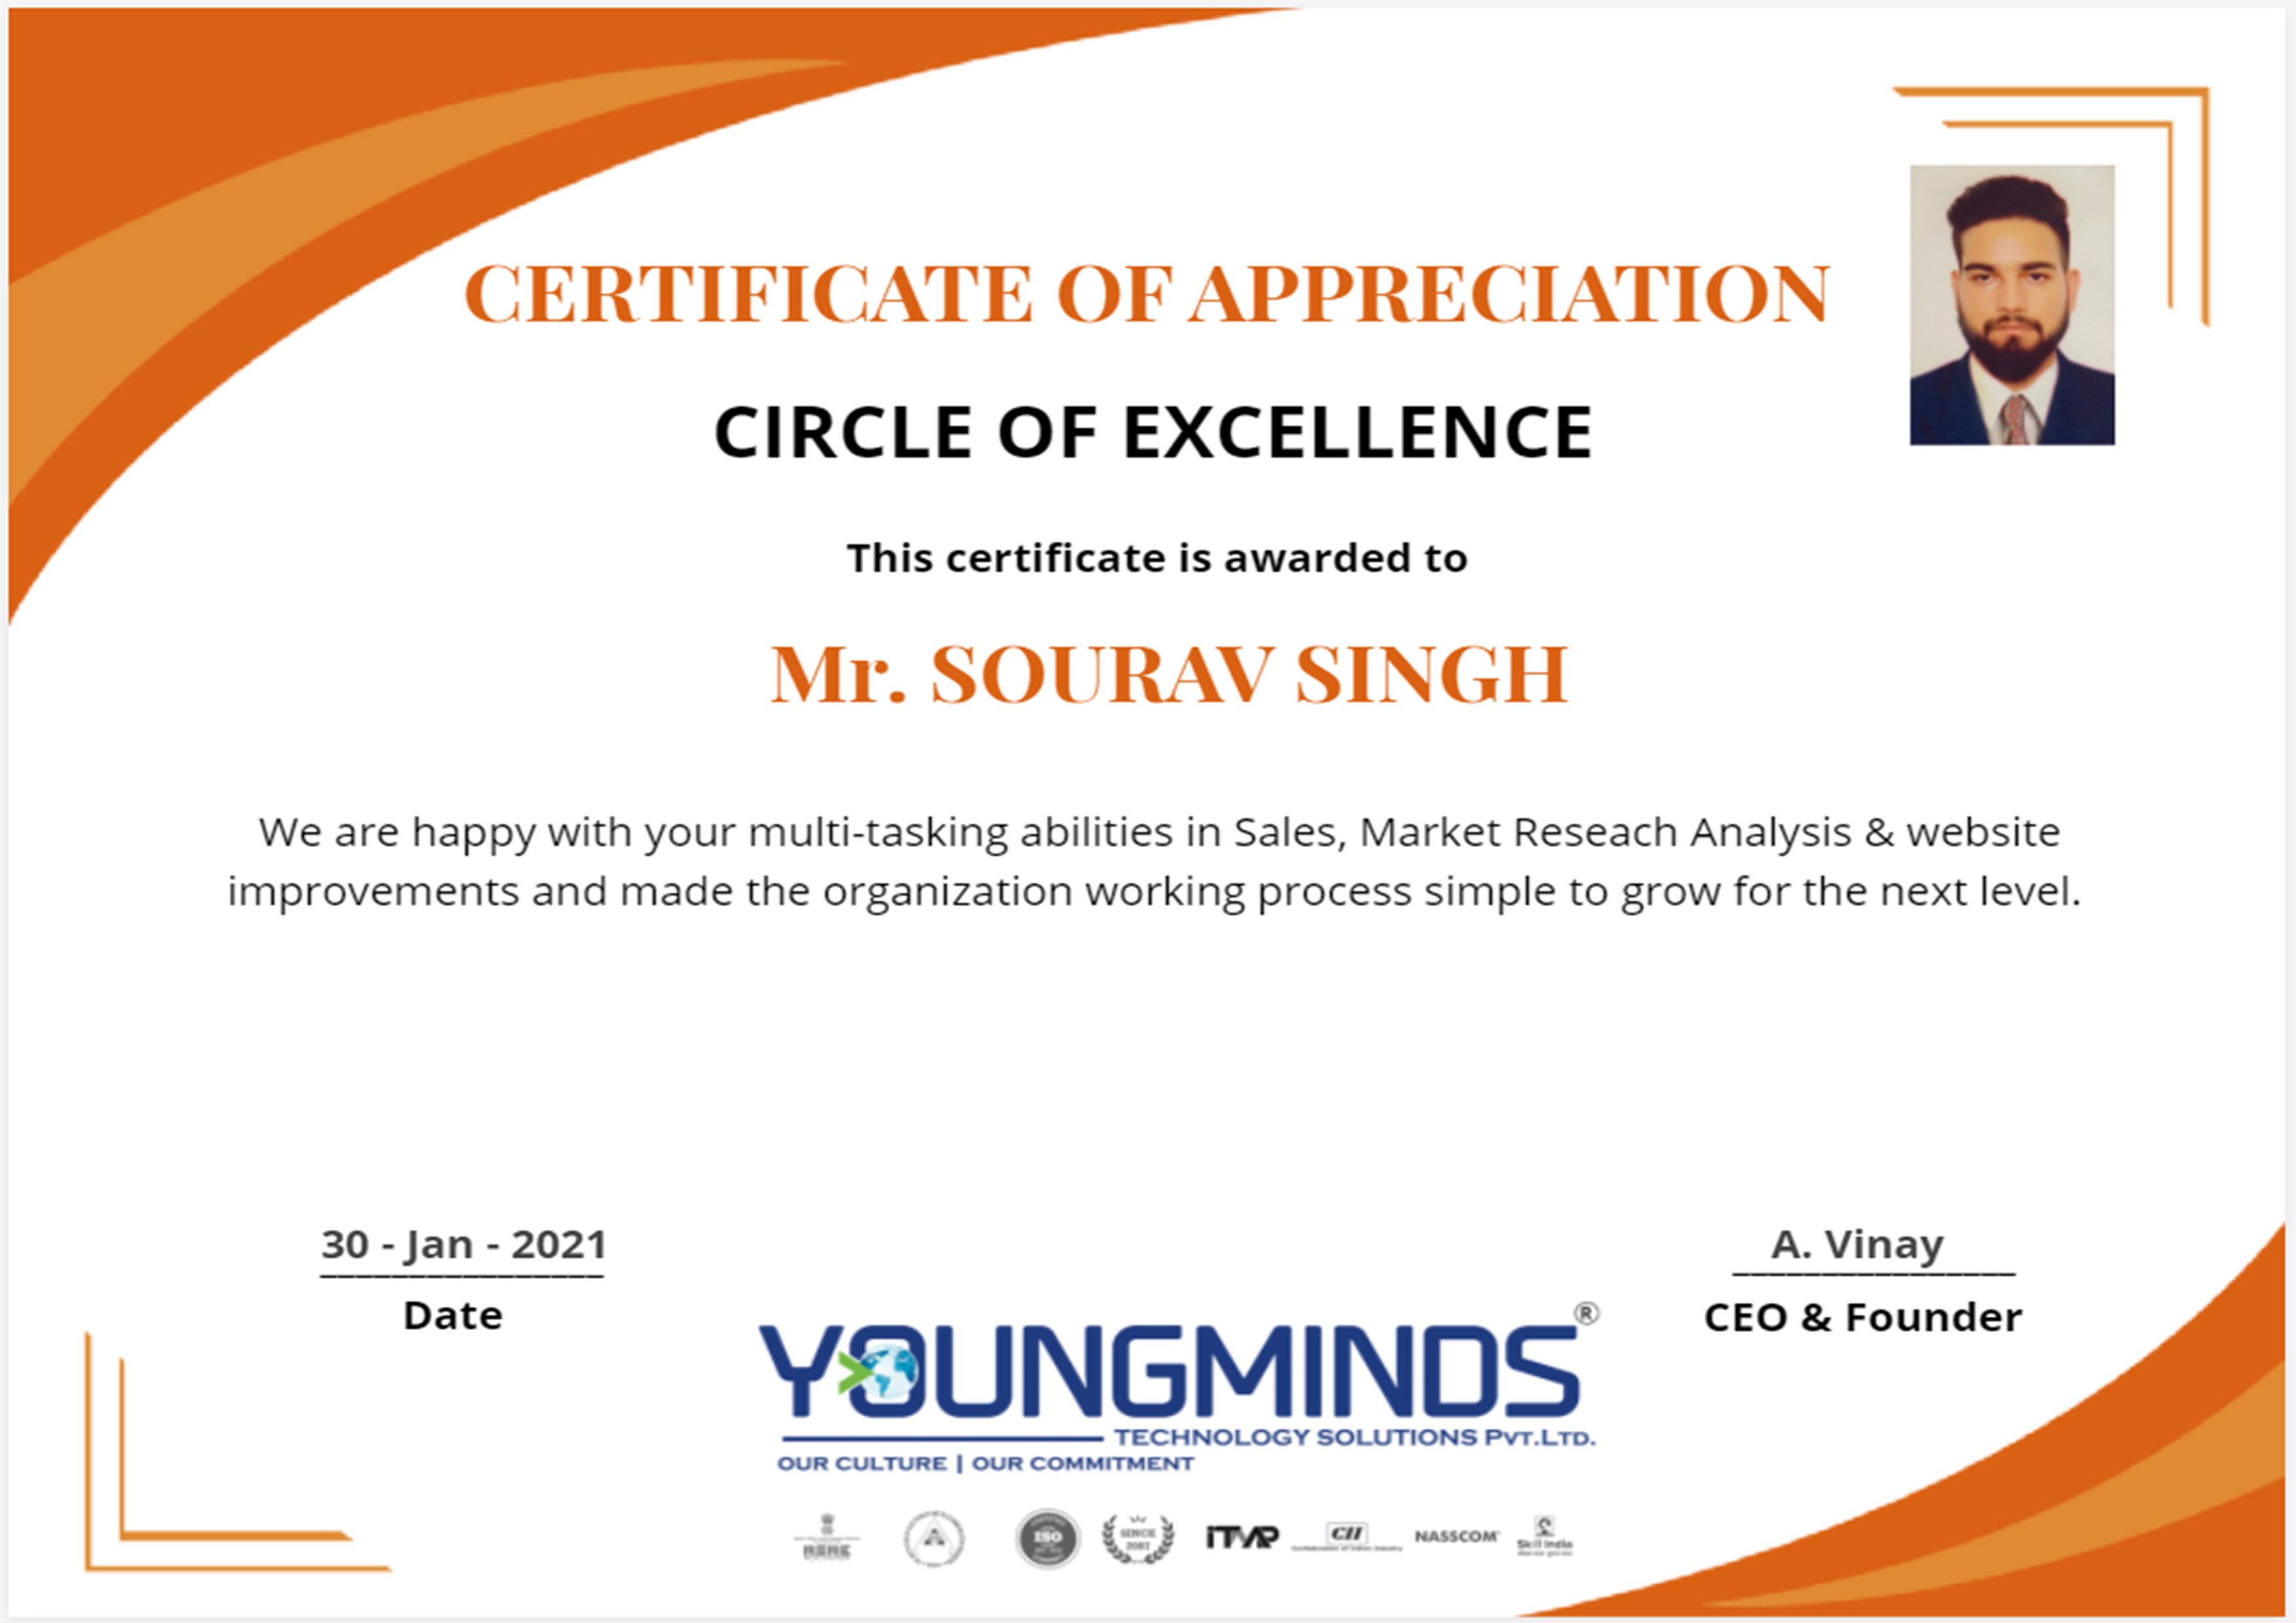 CERTIFICATE OF APPRECIATION
CIRCLE OF EXCELLENCE
This certificate is awarded to
Mr. SOURAV SINGH
We are happy with your multi-tasking abilities in Sales, Market Reseach Analysis & website
improvements and made the organization working process simple to grow for the next level.
30 - Jan - 2021
Date
A. Vinay
CEO & Founder
YOUNGMINDS®
TECHNOLOGY SOLUTIONS PVT.LTD.
OUR CULTURE | OUR COMMITMENT
ISO
SINCE
2007
CII
NASSCOM
Skill India